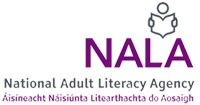 NALA
National Adult Literacy Agency
Áisíneacht Náisiúnta Litearthachta do Aosaigh